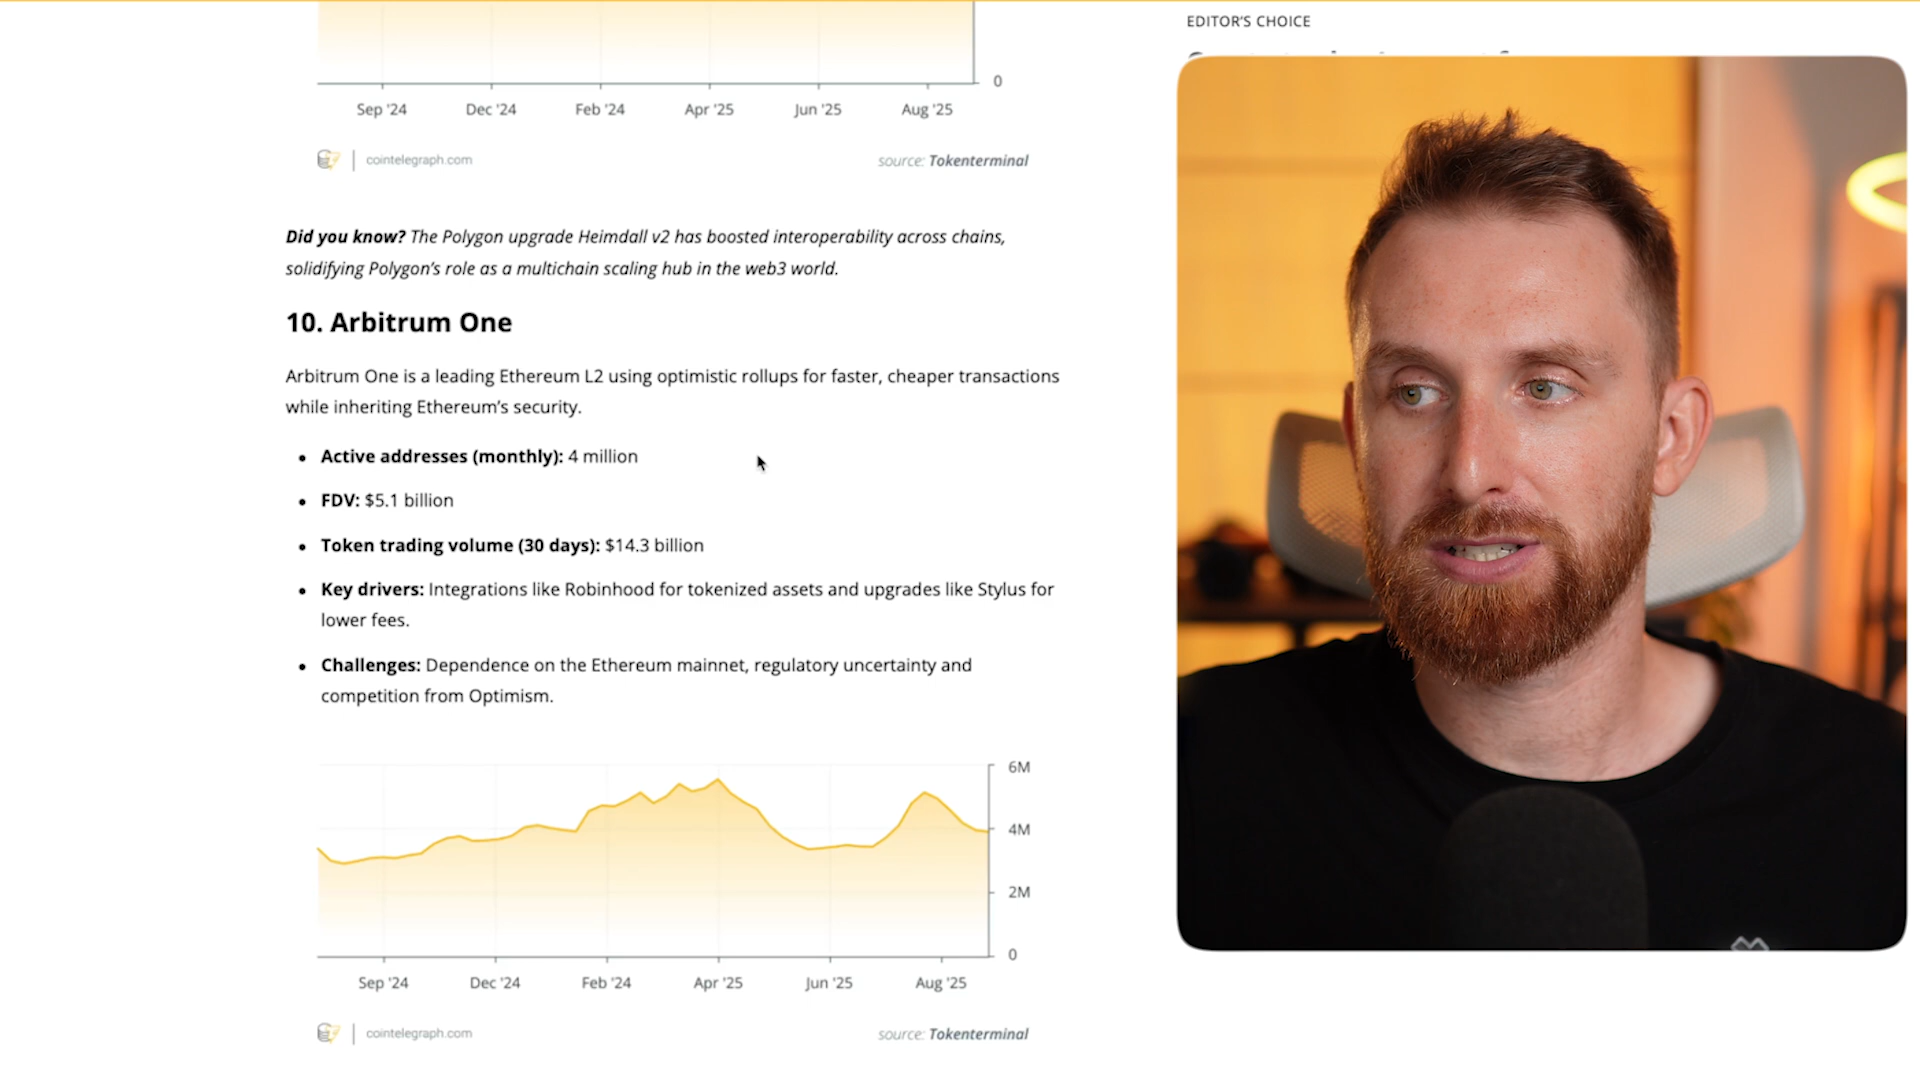 EDITOR'S CHOICE
0
Sep '24 Dec '24 Feb '24 Apr '25 Jun '25 Aug '25
cointelegraph.com source: Tokenterminal
Did you know? The Polygon upgrade Heimdall v2 has boosted interoperability across chains,
solidifying Polygon's role as a multichain scaling hub in the web3 world.
10. Arbitrum One
Arbitrum One is a leading Ethereum L2 using optimistic rollups for faster, cheaper transactions
while inheriting Ethereum's security.
• Active addresses (monthly): 4 million
• FDV: $5.1 billion
• Token trading volume (30 days): $14.3 billion
• Key drivers: Integrations like Robinhood for tokenized assets and upgrades like Stylus for
lower fees.
• Challenges: Dependence on the Ethereum mainnet, regulatory uncertainty and
competition from Optimism.
6M
4M
2M
0
Sep '24 Dec '24 Feb '24 Apr '25 Jun '25 Aug '25
cointelegraph.com source: Tokenterminal